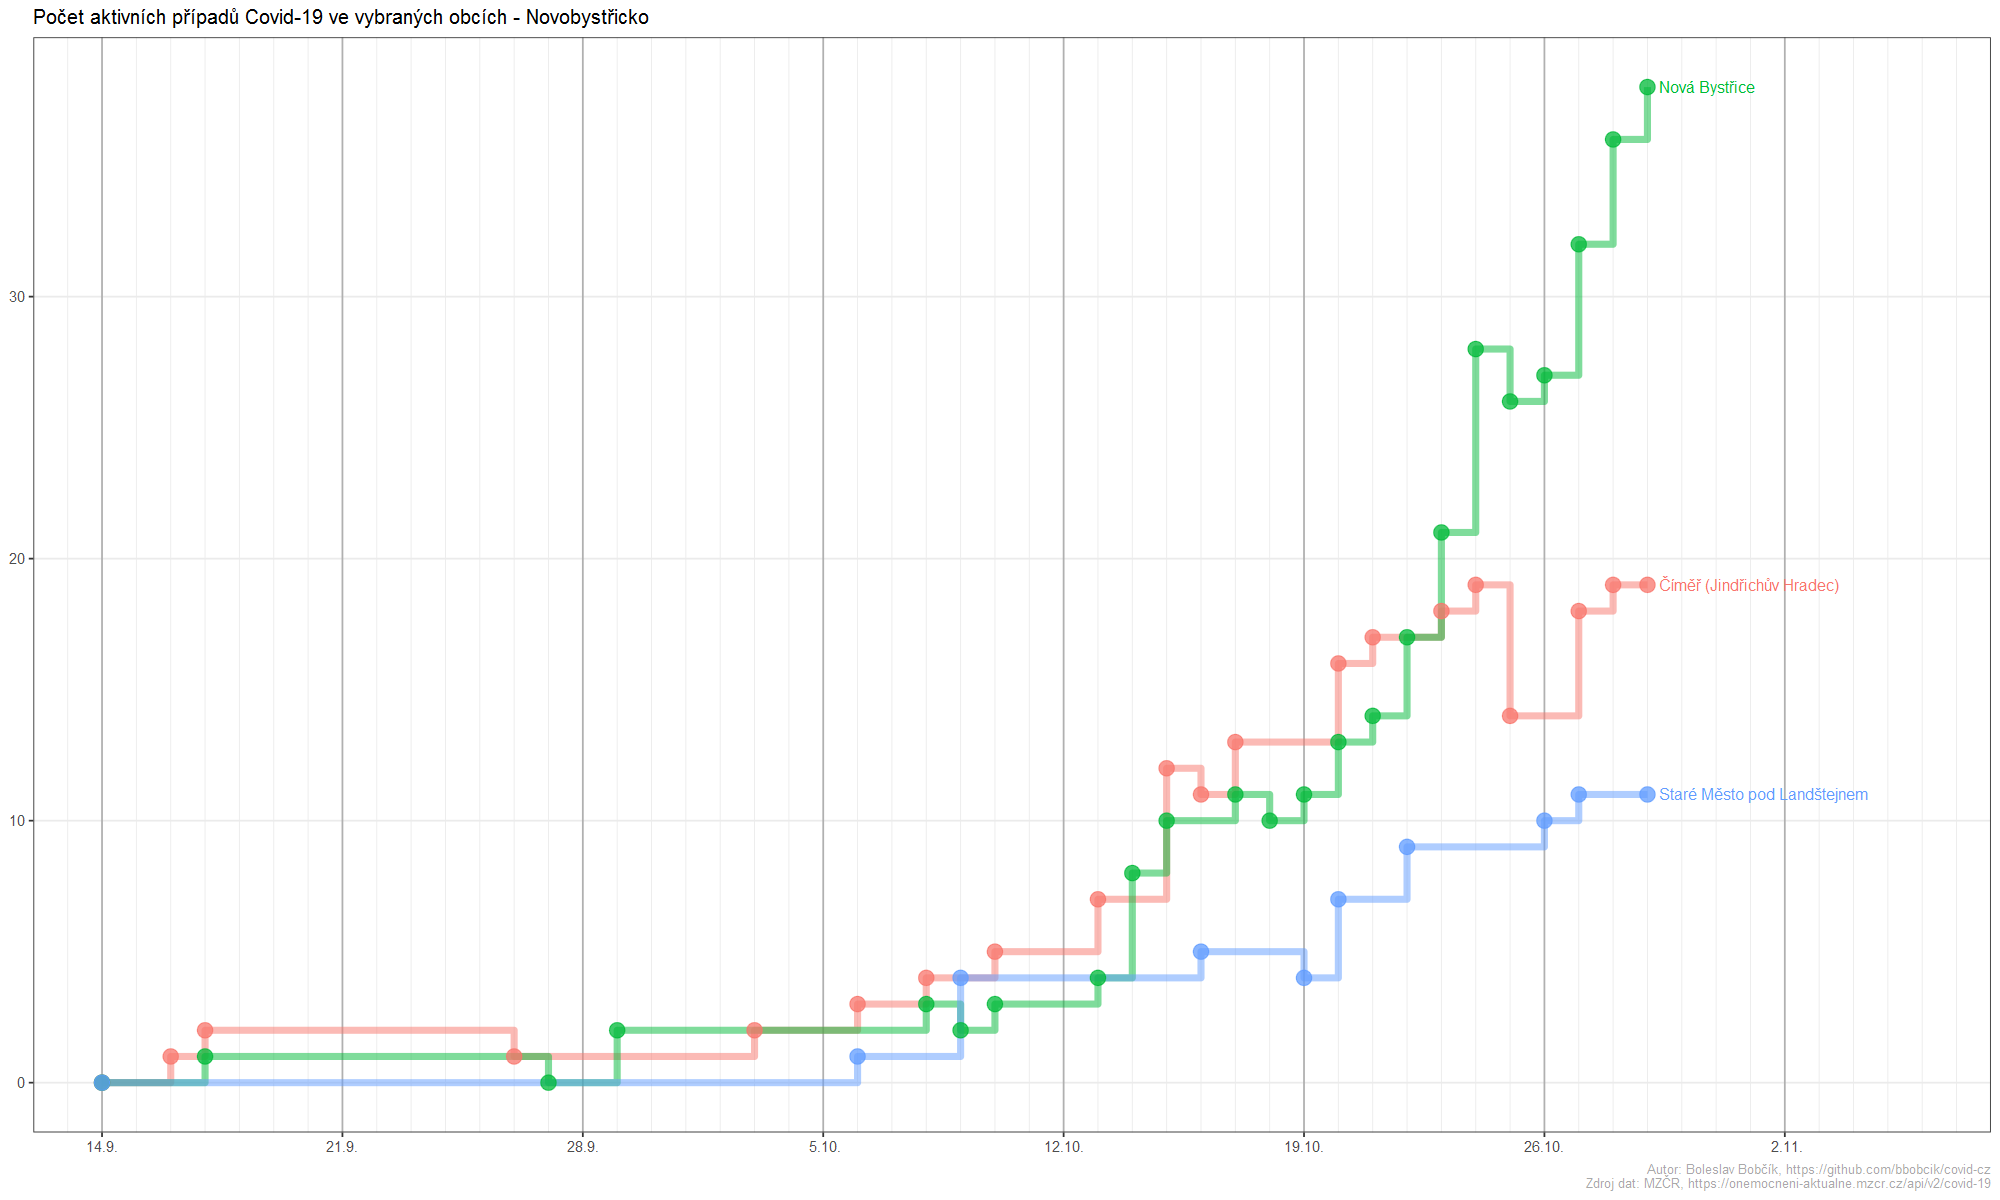 Počet aktivních případů Covid-19 ve vybraných obcích - Novobystřicko
Nová Bystřice
30
20
Číměř (Jindřichův Hradec)
Staré Město pod Landštejnem
10
0
14.9. 21.9. 28.9. 5.10. 12.10. 19.10. 26.10. 2.11.
Autor: Boleslav Bobčík, https://github.com/bbobcik/covid-cz
Zdroj dat: MZČR, https://onemocneni-aktualne.mzcr.cz/api/v2/covid-19